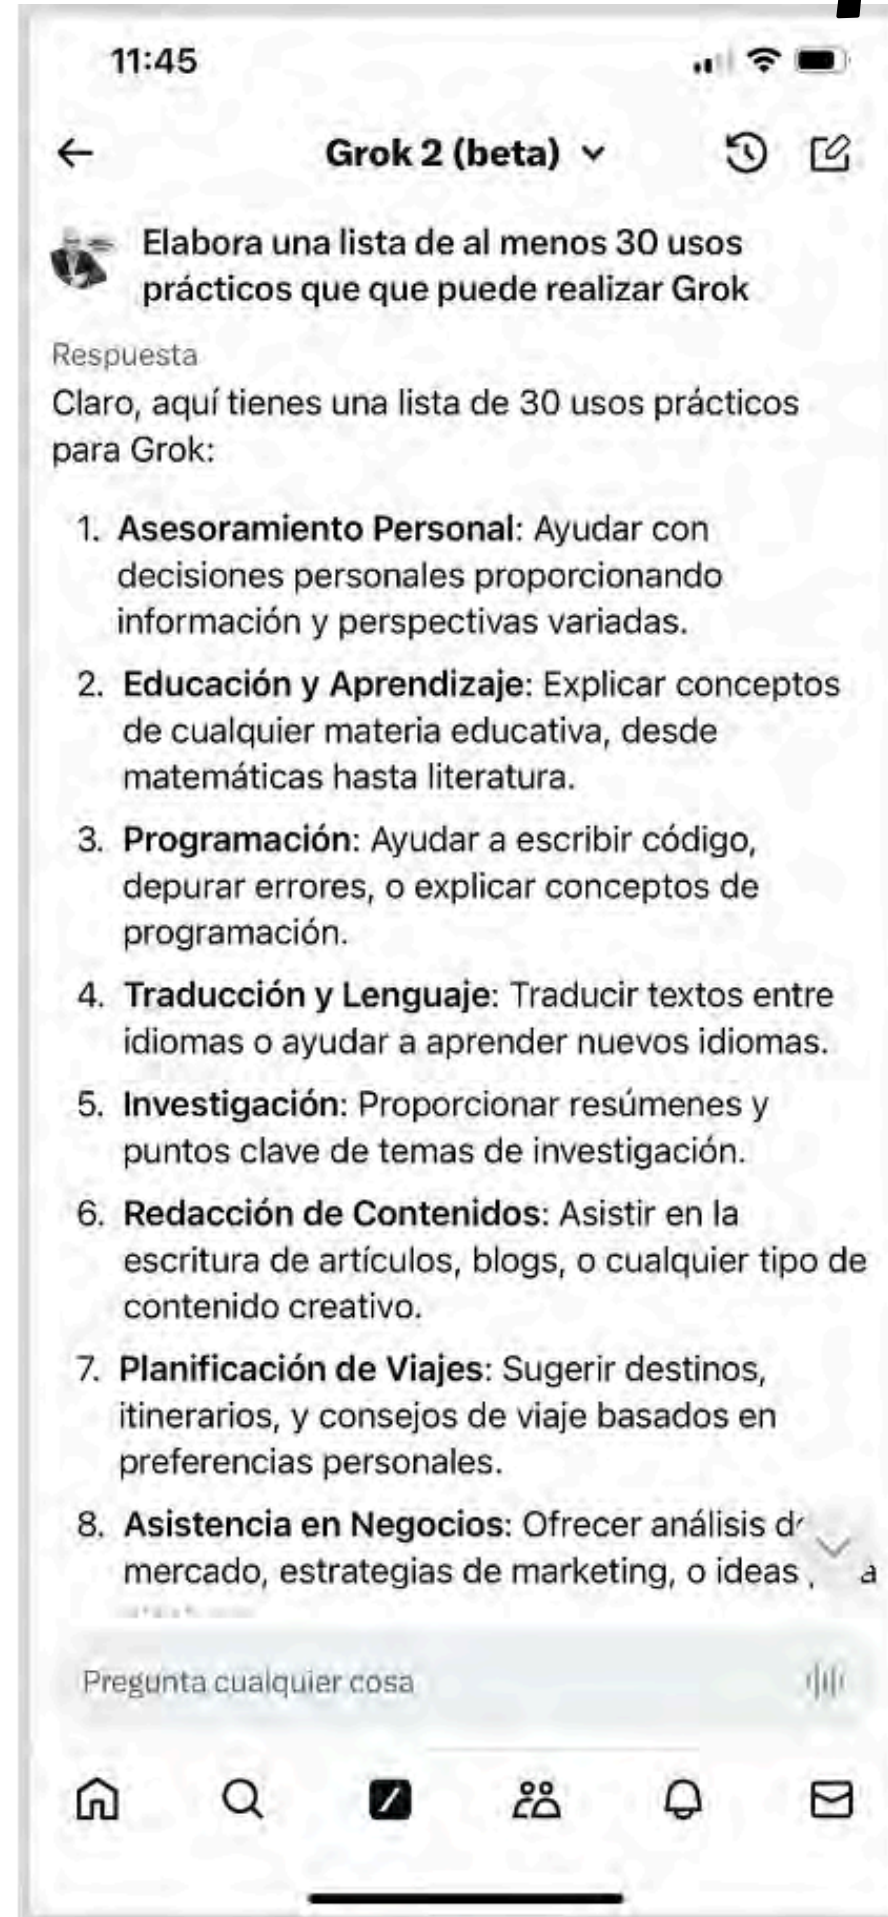 11:45
Grok 2 (beta)
Elabora una lista de al menos 30 usos
prácticos que que puede realizar Grok
Respuesta
Claro, aquí tienes una lista de 30 usos prácticos
para Grok:
1. Asesoramiento Personal: Ayudar con
decisiones personales proporcionando
información y perspectivas variadas.
2. Educación y Aprendizaje: Explicar conceptos
de cualquier materia educativa, desde
matemáticas hasta literatura.
3. Programación: Ayudar a escribir código,
depurar errores, o explicar conceptos de
programación.
4. Traducción y Lenguaje: Traducir textos entre
idiomas o ayudar a aprender nuevos idiomas.
5. Investigación: Proporcionar resúmenes y
puntos clave de temas de investigación.
6. Redacción de Contenidos: Asistir en la
escritura de artículos, blogs, o cualquier tipo de
contenido creativo.
7. Planificación de Viajes: Sugerir destinos,
itinerarios, y consejos de viaje basados en
preferencias personales.
8. Asistencia en Negocios: Ofrecer análisis
mercado, estrategias de marketing, o ideas
Pregunta cualquier cosa